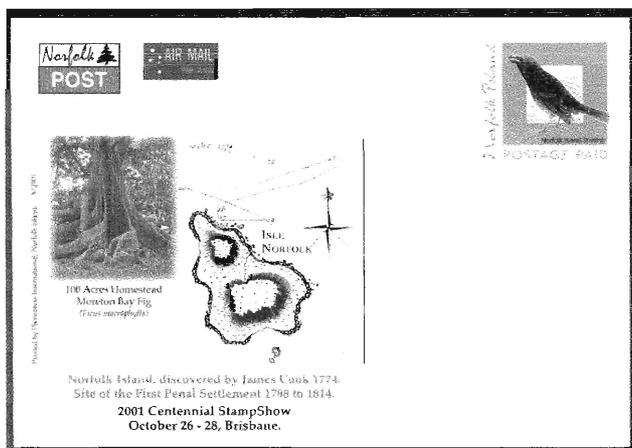 Norfolk
POST
AIR MAIL
Norfolk Island
POSTAGE PAID
ISLE
NORFOLK
100 Acres Homestead
Moreton Bay Fig
(Ficus macrophylla)
Norfolk Island, discovered by James Cook 1774.
Site of the First Penal Settlement 1788 to 1814.
2001 Centennial StampShow
October 26 - 28, Brisbane.